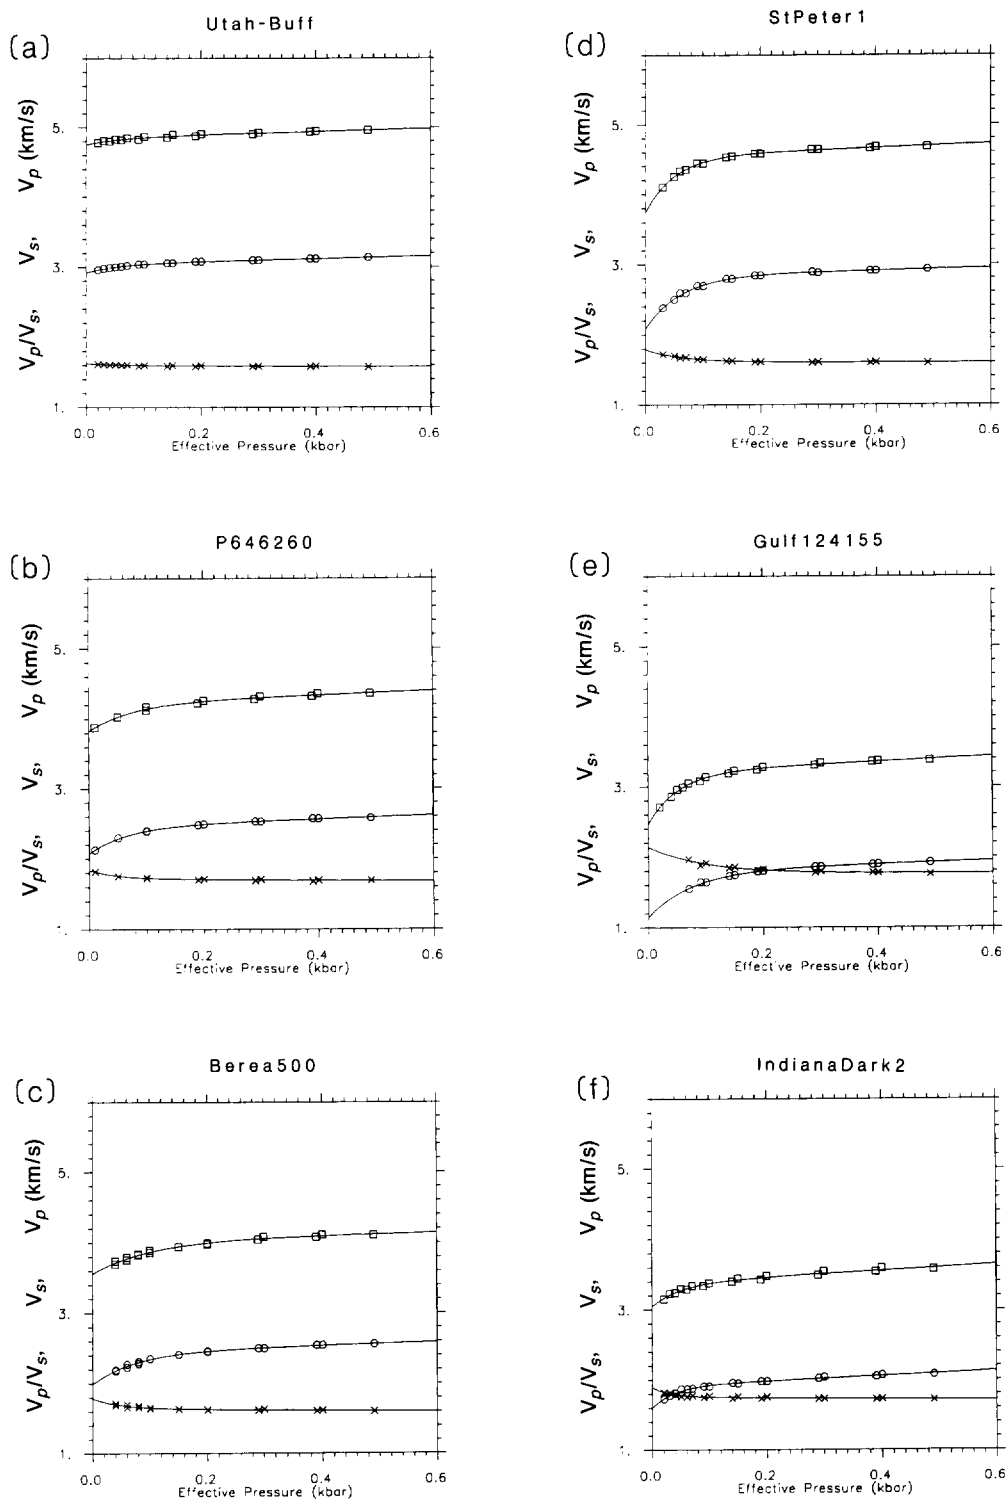 Utah-Buff
(a)
Vp/Vs, Vs, Vp (km/s)
5.
3.
1.
0.0 0.2 0.4 0.6
Effective Pressure (kbar)
StPeter1
(d)
Vp/Vs, Vs, Vp (km/s)
5.
3.
1.
0.0 0.2 0.4 0.6
Effective Pressure (kbar)
P646260
(b)
Vp/Vs, Vs, Vp (km/s)
5.
3.
1.
0.0 0.2 0.4 0.6
Effective Pressure (kbar)
Gulf124155
(e)
Vp/Vs, Vs, Vp (km/s)
5.
3.
1.
0.0 0.2 0.4 0.6
Effective Pressure (kbar)
Berea500
(c)
Vp/Vs, Vs, Vp (km/s)
5.
3.
1.
0.0 0.2 0.4 0.6
Effective Pressure (kbar)
IndianaDark2
(f)
Vp/Vs, Vs, Vp (km/s)
5.
3.
1.
0.0 0.2 0.4 0.6
Effective Pressure (kbar)